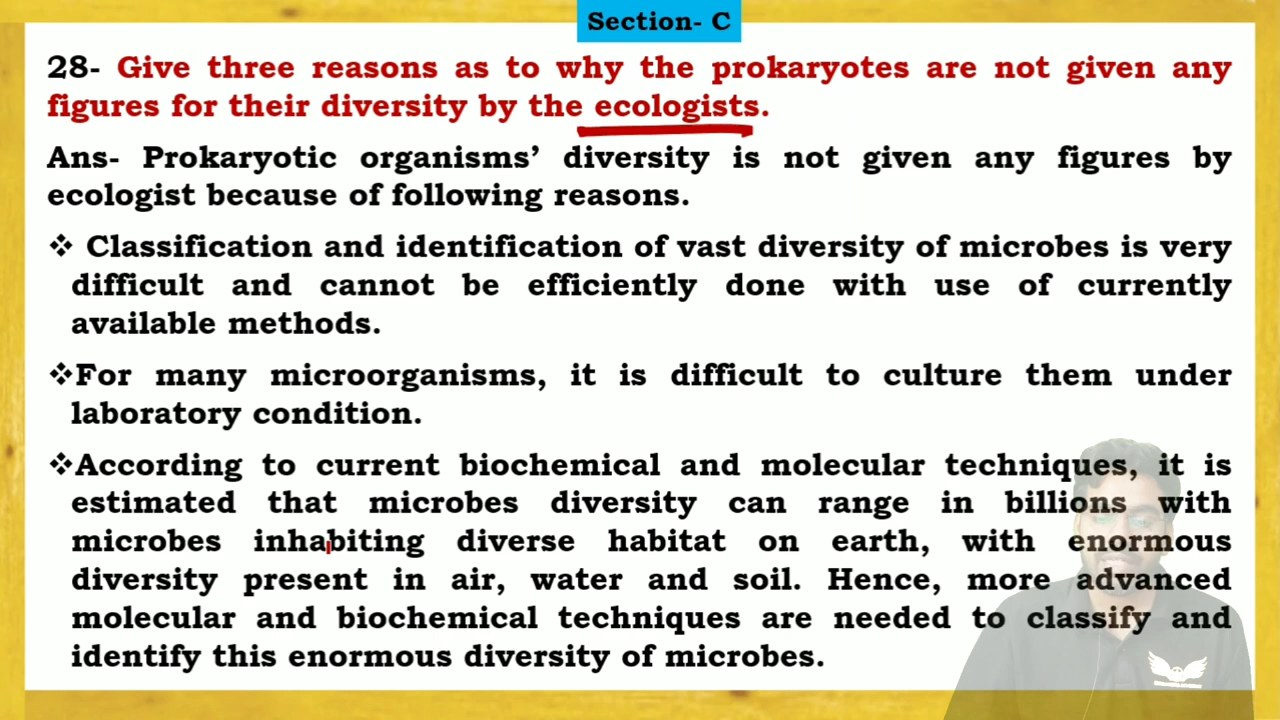 Section- C
28- Give three reasons as to why the prokaryotes are not given any
figures for their diversity by the ecologists.
Ans- Prokaryotic organisms’ diversity is not given any figures by
ecologist because of following reasons.
❖ Classification and identification of vast diversity of microbes is very
difficult and cannot be efficiently done with use of currently
available methods.
❖For many microorganisms, it is difficult to culture them under
laboratory condition.
❖According to current biochemical and molecular techniques, it is
estimated that microbes diversity can range in billions with
microbes inhabiting diverse habitat on earth, with enormous
diversity present in air, water and soil. Hence, more advanced
molecular and biochemical techniques are needed to classify and
identify this enormous diversity of microbes.